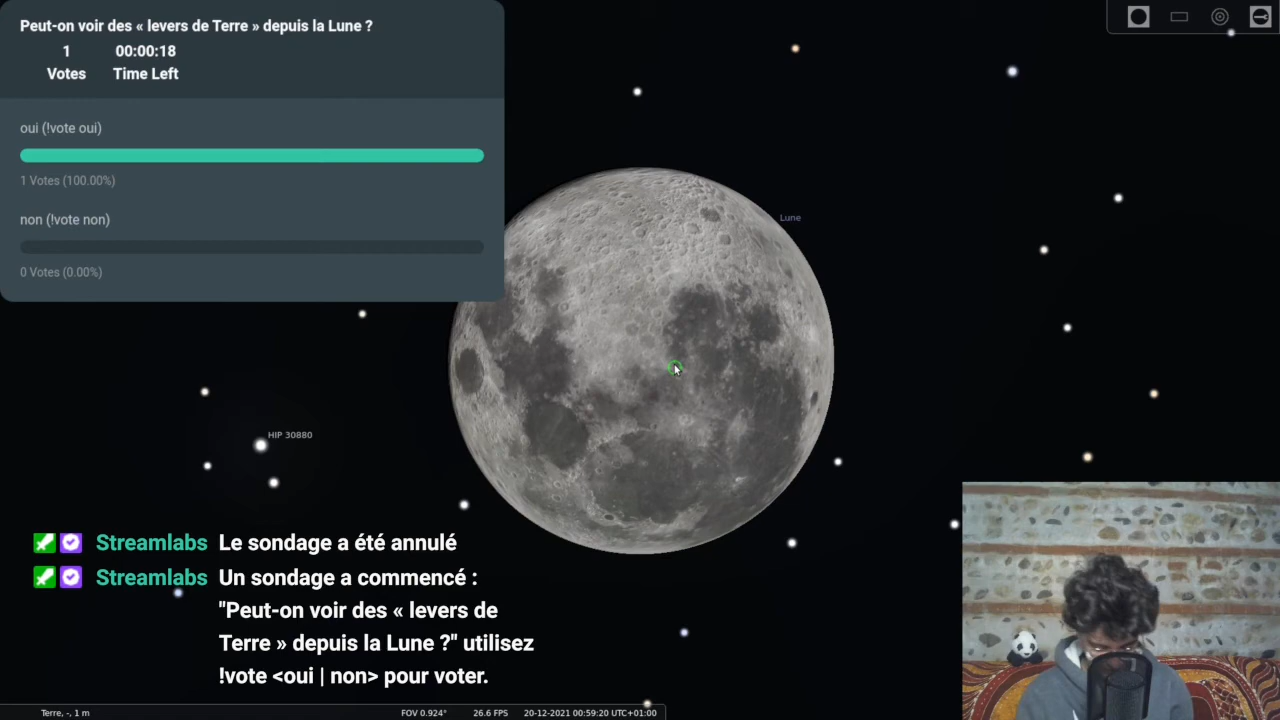 Peut-on voir des « levers de Terre » depuis la Lune ?
1 00:00:18
Votes Time Left
oui (!vote oui)
1 Votes (100.00%)
non (!vote non)
0 Votes (0.00%)
Lune
HIP 30880
Streamlabs Le sondage a été annulé
Streamlabs Un sondage a commencé :
"Peut-on voir des « levers de
Terre » depuis la Lune ?" utilisez
!vote <oui | non> pour voter.
Terre, -, 1 m FOV 0.924° 26.6 FPS 20-12-2021 00:59:20 UTC+01:00